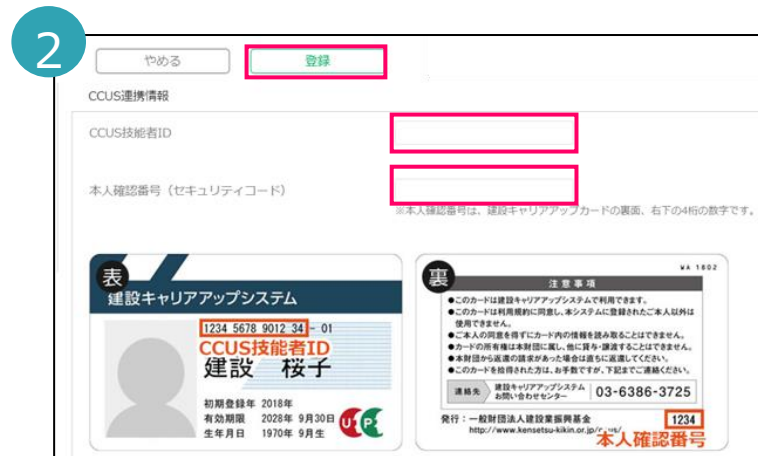 2
やめる
登録
CCUS連携情報
CCUS技能者ID
本人確認番号（セキュリティコード）
※本人確認番号は、建設キャリアアップカードの裏面、右下の4桁の数字です。
表
建設キャリアアップシステム
1234 5678 9012 34 - 01
CCUS技能者ID
建設 桜子
初期登録年 2018年
有効期限 2028年 9月30日
生年月日 1970年 9月生
U P
裏
VA 1802
注意事項
●このカードは建設キャリアアップシステムで利用できます。
●このカードは利用規約に同意し、本システムに登録されたご本人以外は
使用できません。
●ご本人の同意を得ずにカード内の情報を読み取ることはできません。
●カードの所有権は本財団に属し、他に貸与・譲渡することはできません。
●本財団から返還の請求があった場合は直ちに返還してください。
●このカードを拾得された方は、お手数ですが、下記までご連絡ください。
連絡先
建設キャリアアップシステム
お問い合わせセンター
03-6386-3725
発行：一般財団法人建設業振興基金
http://www.kensetsu-kikin.or.jp/
1234
本人確認番号